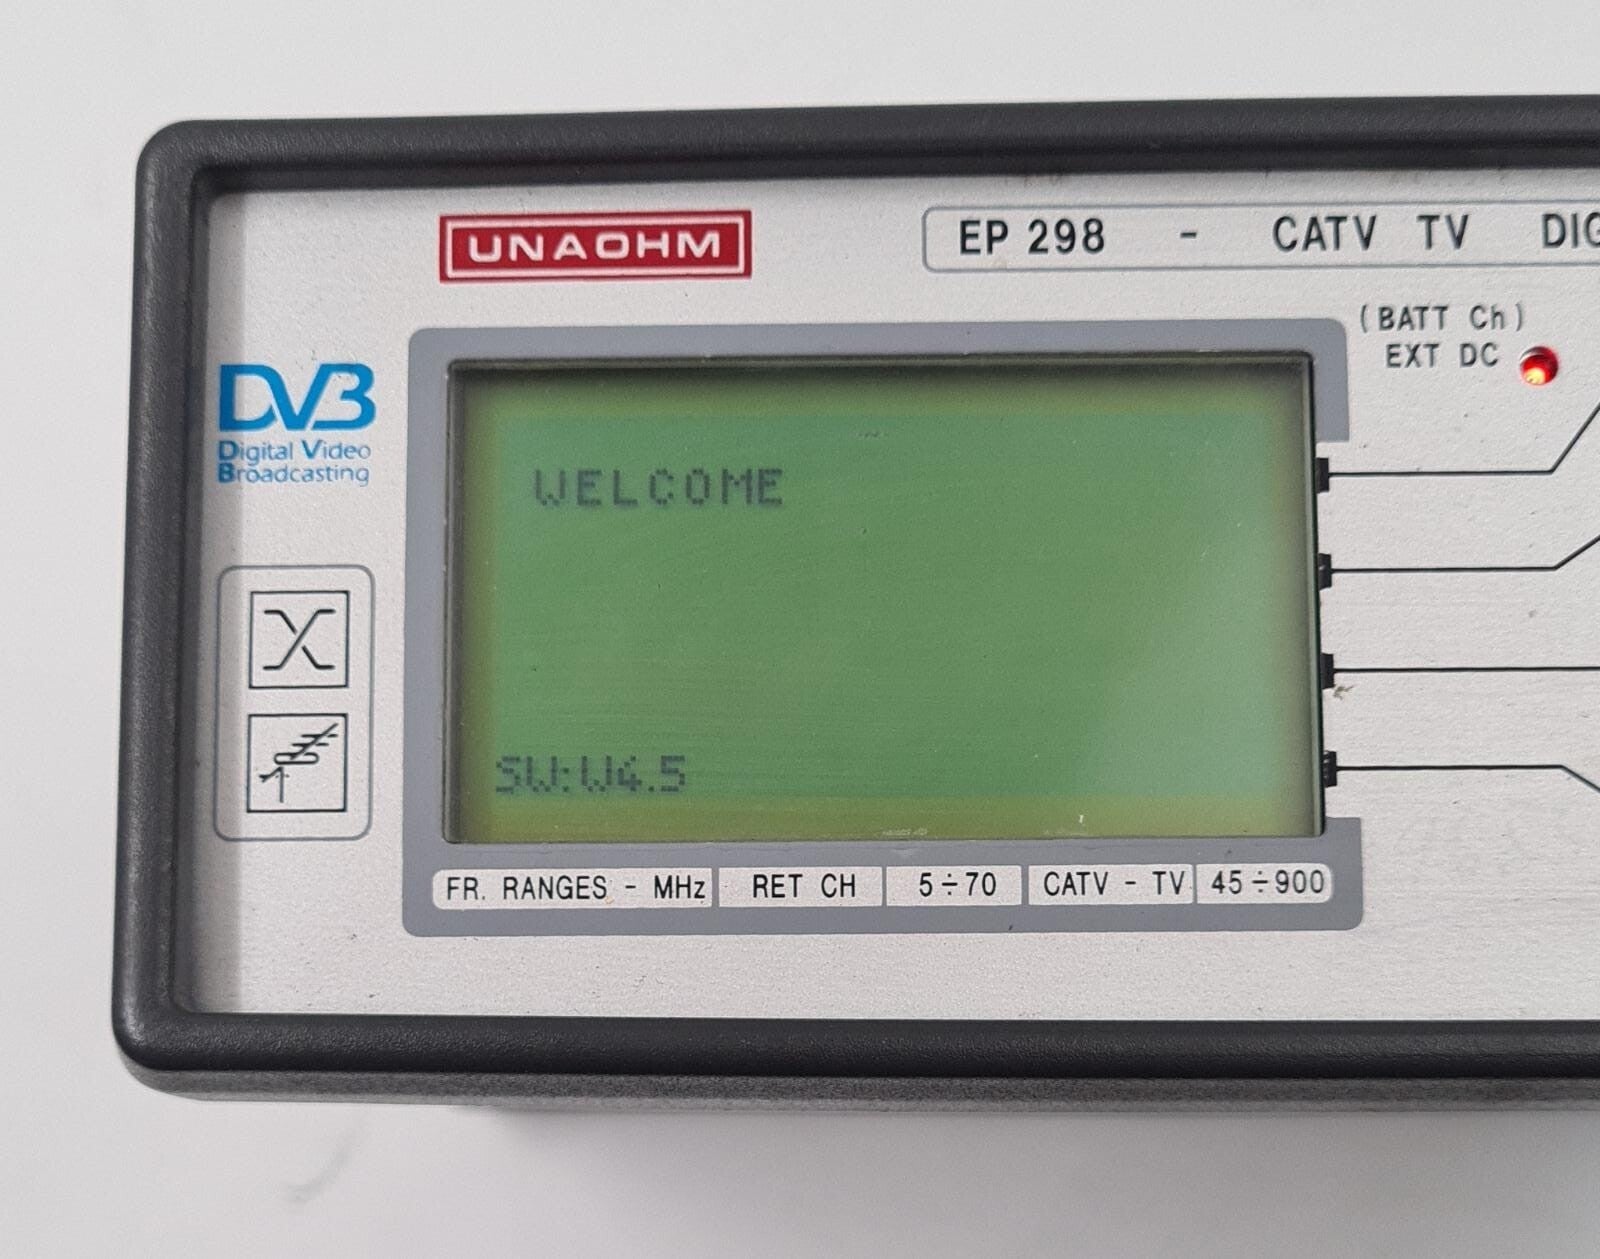 UNAOHM
EP 298 - CATV TV DIG
(BATT Ch)
EXT DC
DVB
Digital Video
Broadcasting
WELCOME
SW:V4.5
FR. RANGES - MHz RET CH 5÷70 CATV - TV 45÷900